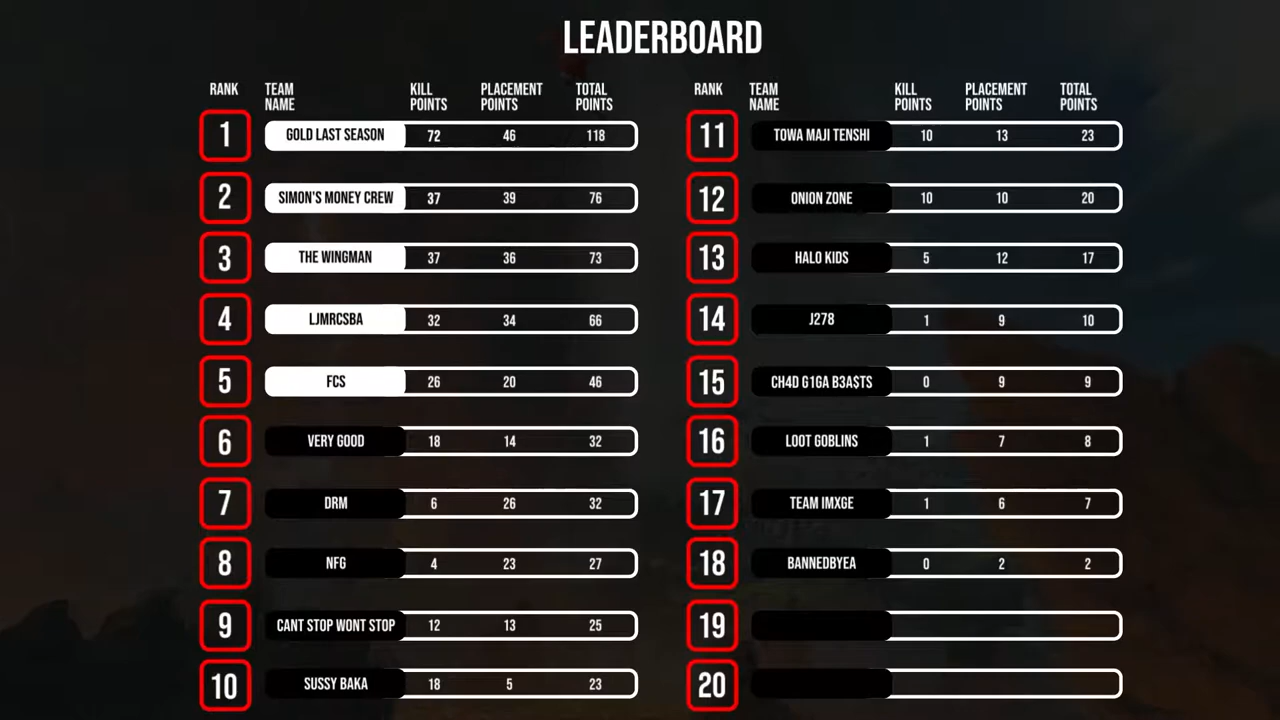 LEADERBOARD
RANK TEAM NAME KILL POINTS PLACEMENT POINTS TOTAL POINTS
1 GOLD LAST SEASON 72 46 118
2 SIMON'S MONEY CREW 37 39 76
3 THE WINGMAN 37 36 73
4 LJMRCSBA 32 34 66
5 FCS 26 20 46
6 VERY GOOD 18 14 32
7 DRM 6 26 32
8 NFG 4 23 27
9 CANT STOP WONT STOP 12 13 25
10 SUSSY BAKA 18 5 23
RANK TEAM NAME KILL POINTS PLACEMENT POINTS TOTAL POINTS
11 TOWA MAJI TENSHI 10 13 23
12 ONION ZONE 10 10 20
13 HALO KIDS 5 12 17
14 J278 1 9 10
15 CH4D G1GA B3A$TS 0 9 9
16 LOOT GOBLINS 1 7 8
17 TEAM IMXGE 1 6 7
18 BANNEDBYEA 0 2 2
19
20